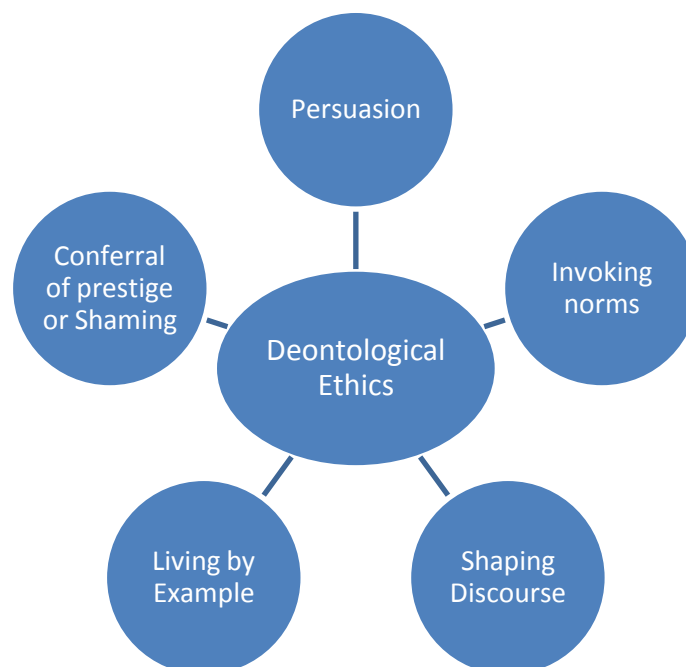 Persuasion
Conferral
of prestige
or Shaming
Invoking
norms
Deontological
Ethics
Living by
Example
Shaping
Discourse